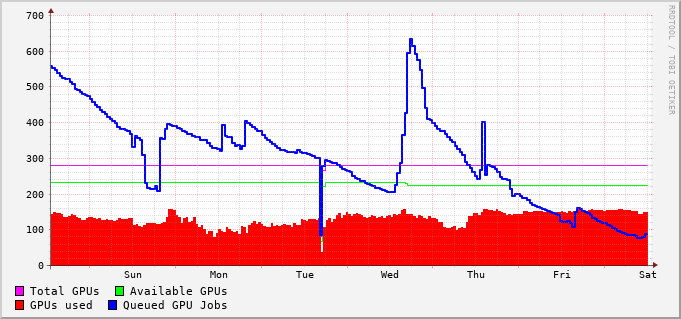 700
600
500
400
300
200
100
0
Sun Mon Tue Wed Thu Fri Sat
Total GPUs Available GPUs
GPUs used Queued GPU Jobs
RRDTOOL / TOBI OETIKER